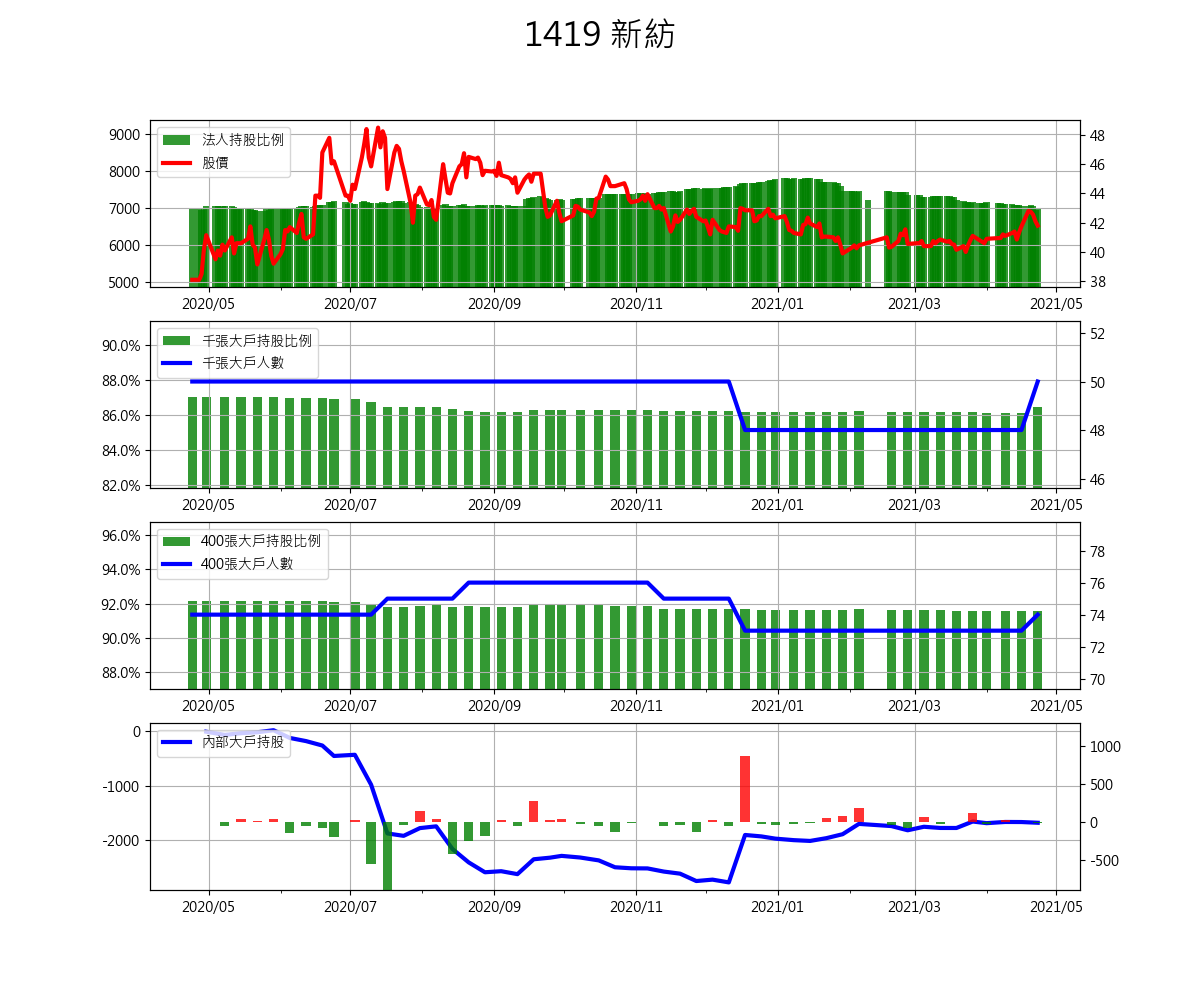 1419 新紡
9000 法人持股比例 48
8000 股價 46
44
7000 42
6000 40
5000 38
2020/05 2020/07 2020/09 2020/11 2021/01 2021/03 2021/05
90.0% 千張大戶持股比例 52
88.0% 千張大戶人數 50
86.0% 48
84.0%
82.0% 46
2020/05 2020/07 2020/09 2020/11 2021/01 2021/03 2021/05
96.0% 400張大戶持股比例 78
94.0% 400張大戶人數 76
92.0% 74
90.0% 72
88.0% 70
2020/05 2020/07 2020/09 2020/11 2021/01 2021/03 2021/05
0 內部大戶持股 1000
-1000 500
0
-2000 -500
2020/05 2020/07 2020/09 2020/11 2021/01 2021/03 2021/05